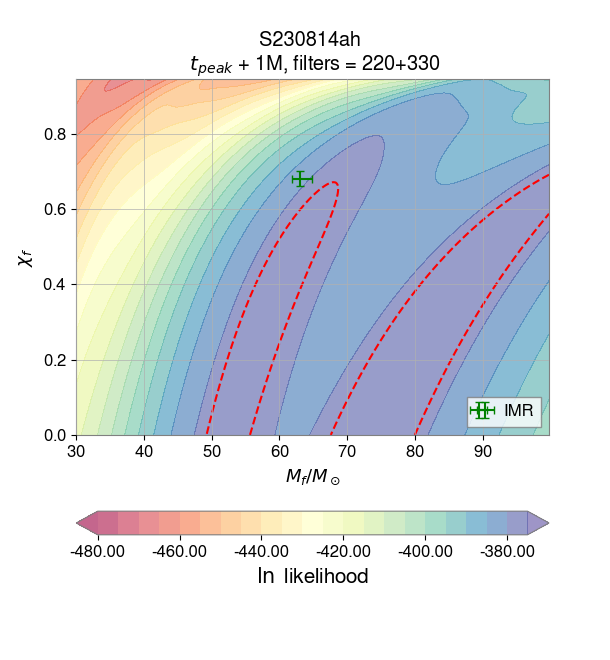 S230814ah
t_peak + 1M, filters = 220+330
χ_f
0.8
0.6
0.4
0.2
0.0
30 40 50 60 70 80 90
IMR
M_f/M_⊙
-480.00 -460.00 -440.00 -420.00 -400.00 -380.00
ln likelihood